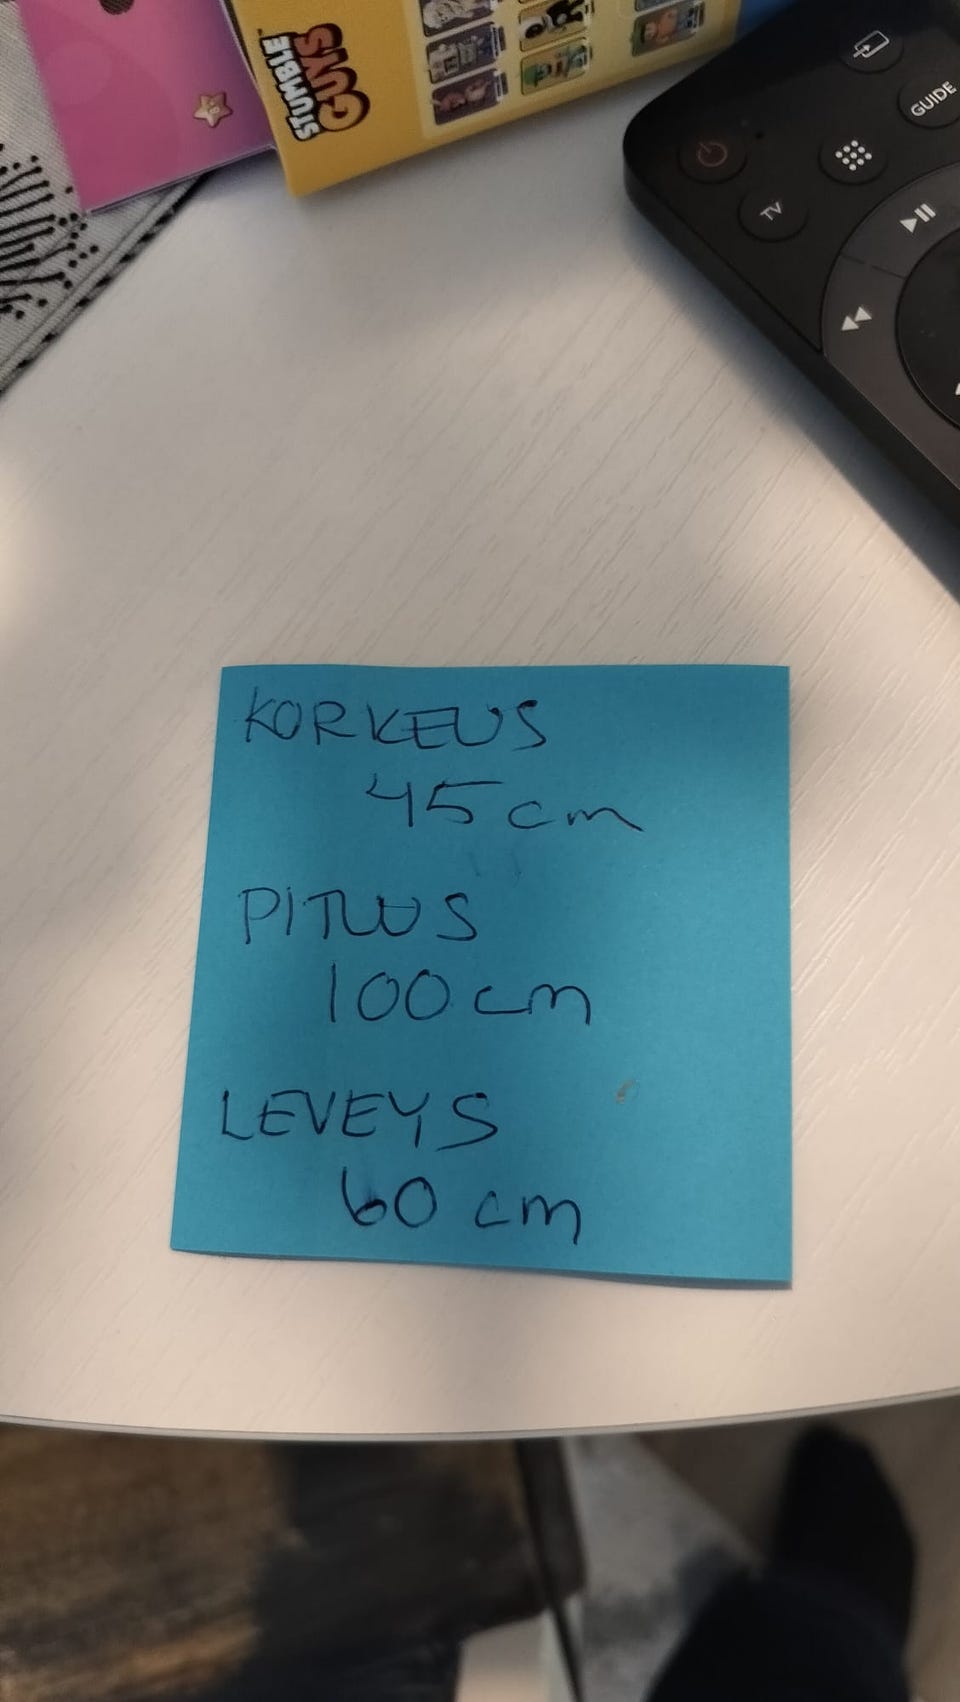 STUMBLE
GUYS
GUIDE
TV
KORKEUS
45 cm
PITUUS
100 cm
LEVEYS
60 cm